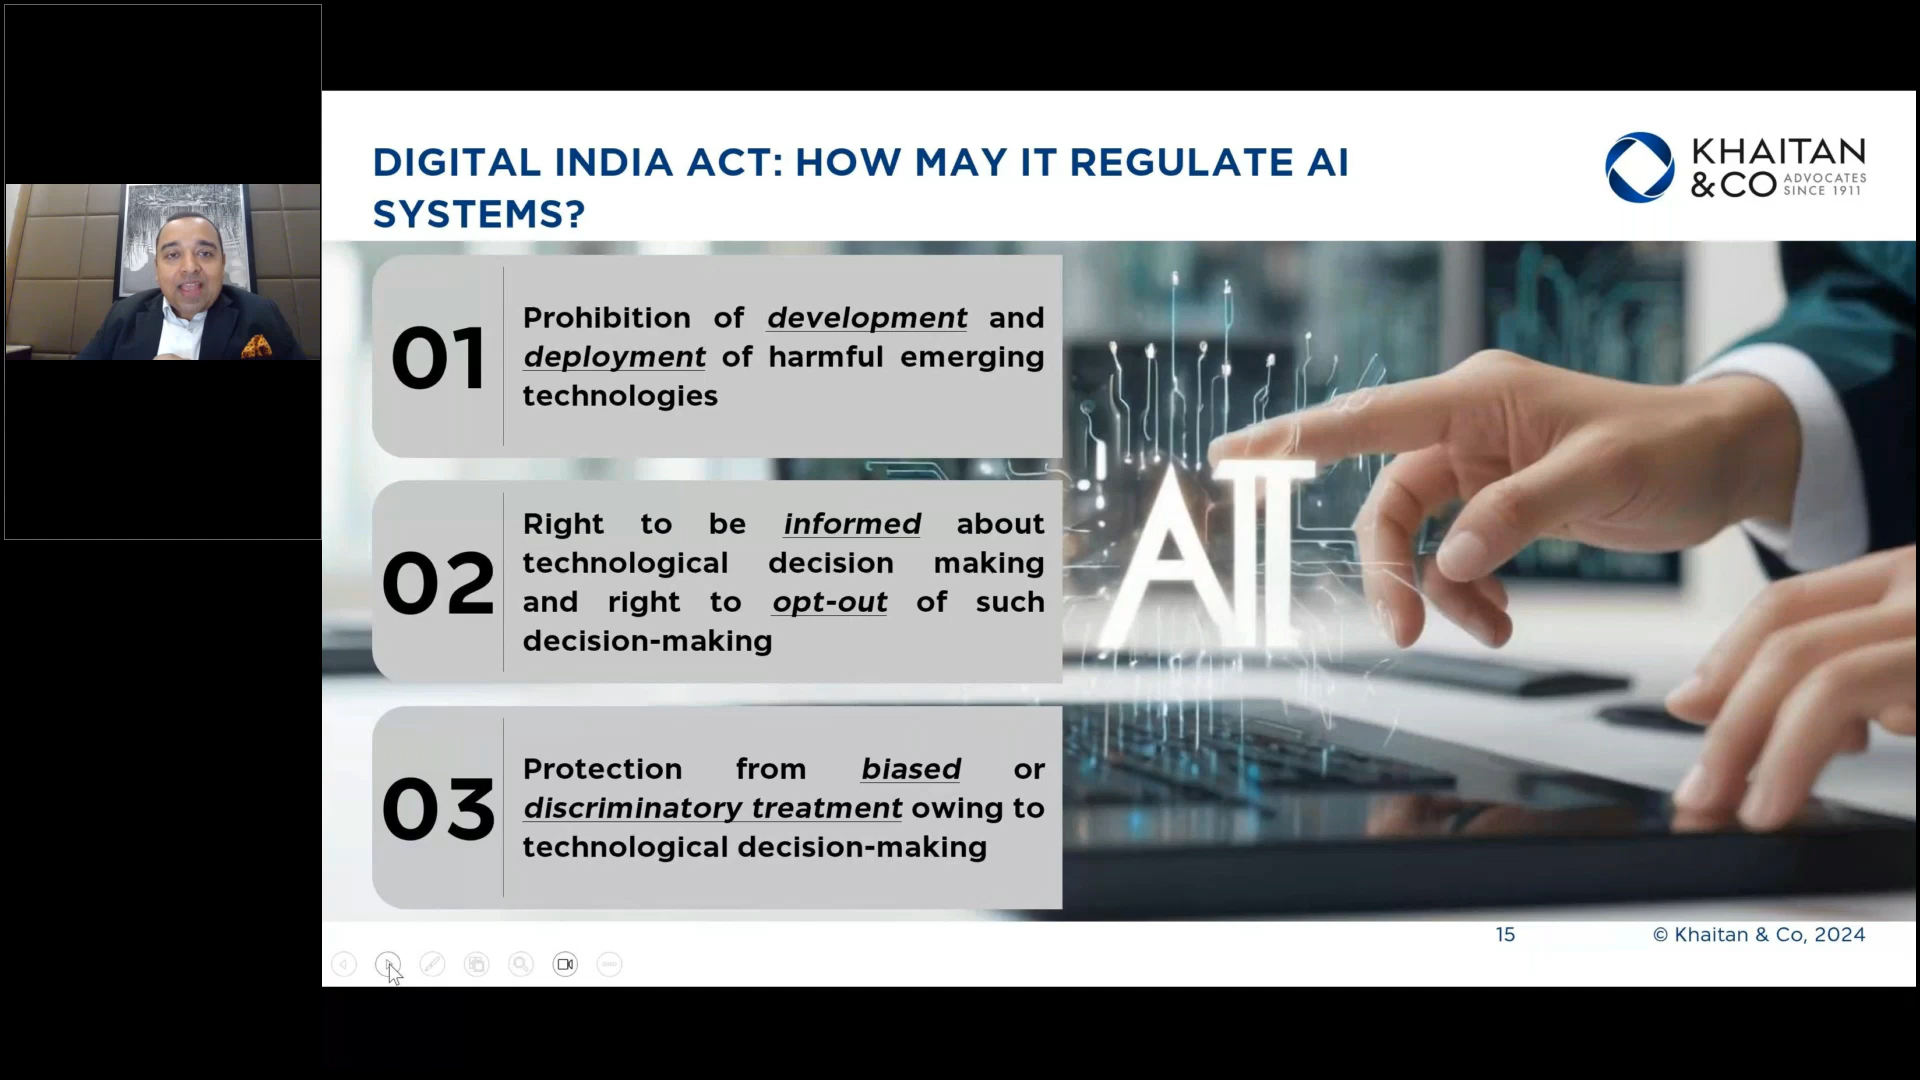 DIGITAL INDIA ACT: HOW MAY IT REGULATE AI
SYSTEMS?
KHAITAN
&CO ADVOCATES
SINCE 1911
01
Prohibition of development and
deployment of harmful emerging
technologies
02
Right to be informed about
technological decision making
and right to opt-out of such
decision-making
03
Protection from biased or
discriminatory treatment owing to
technological decision-making
AI
15
© Khaitan & Co, 2024